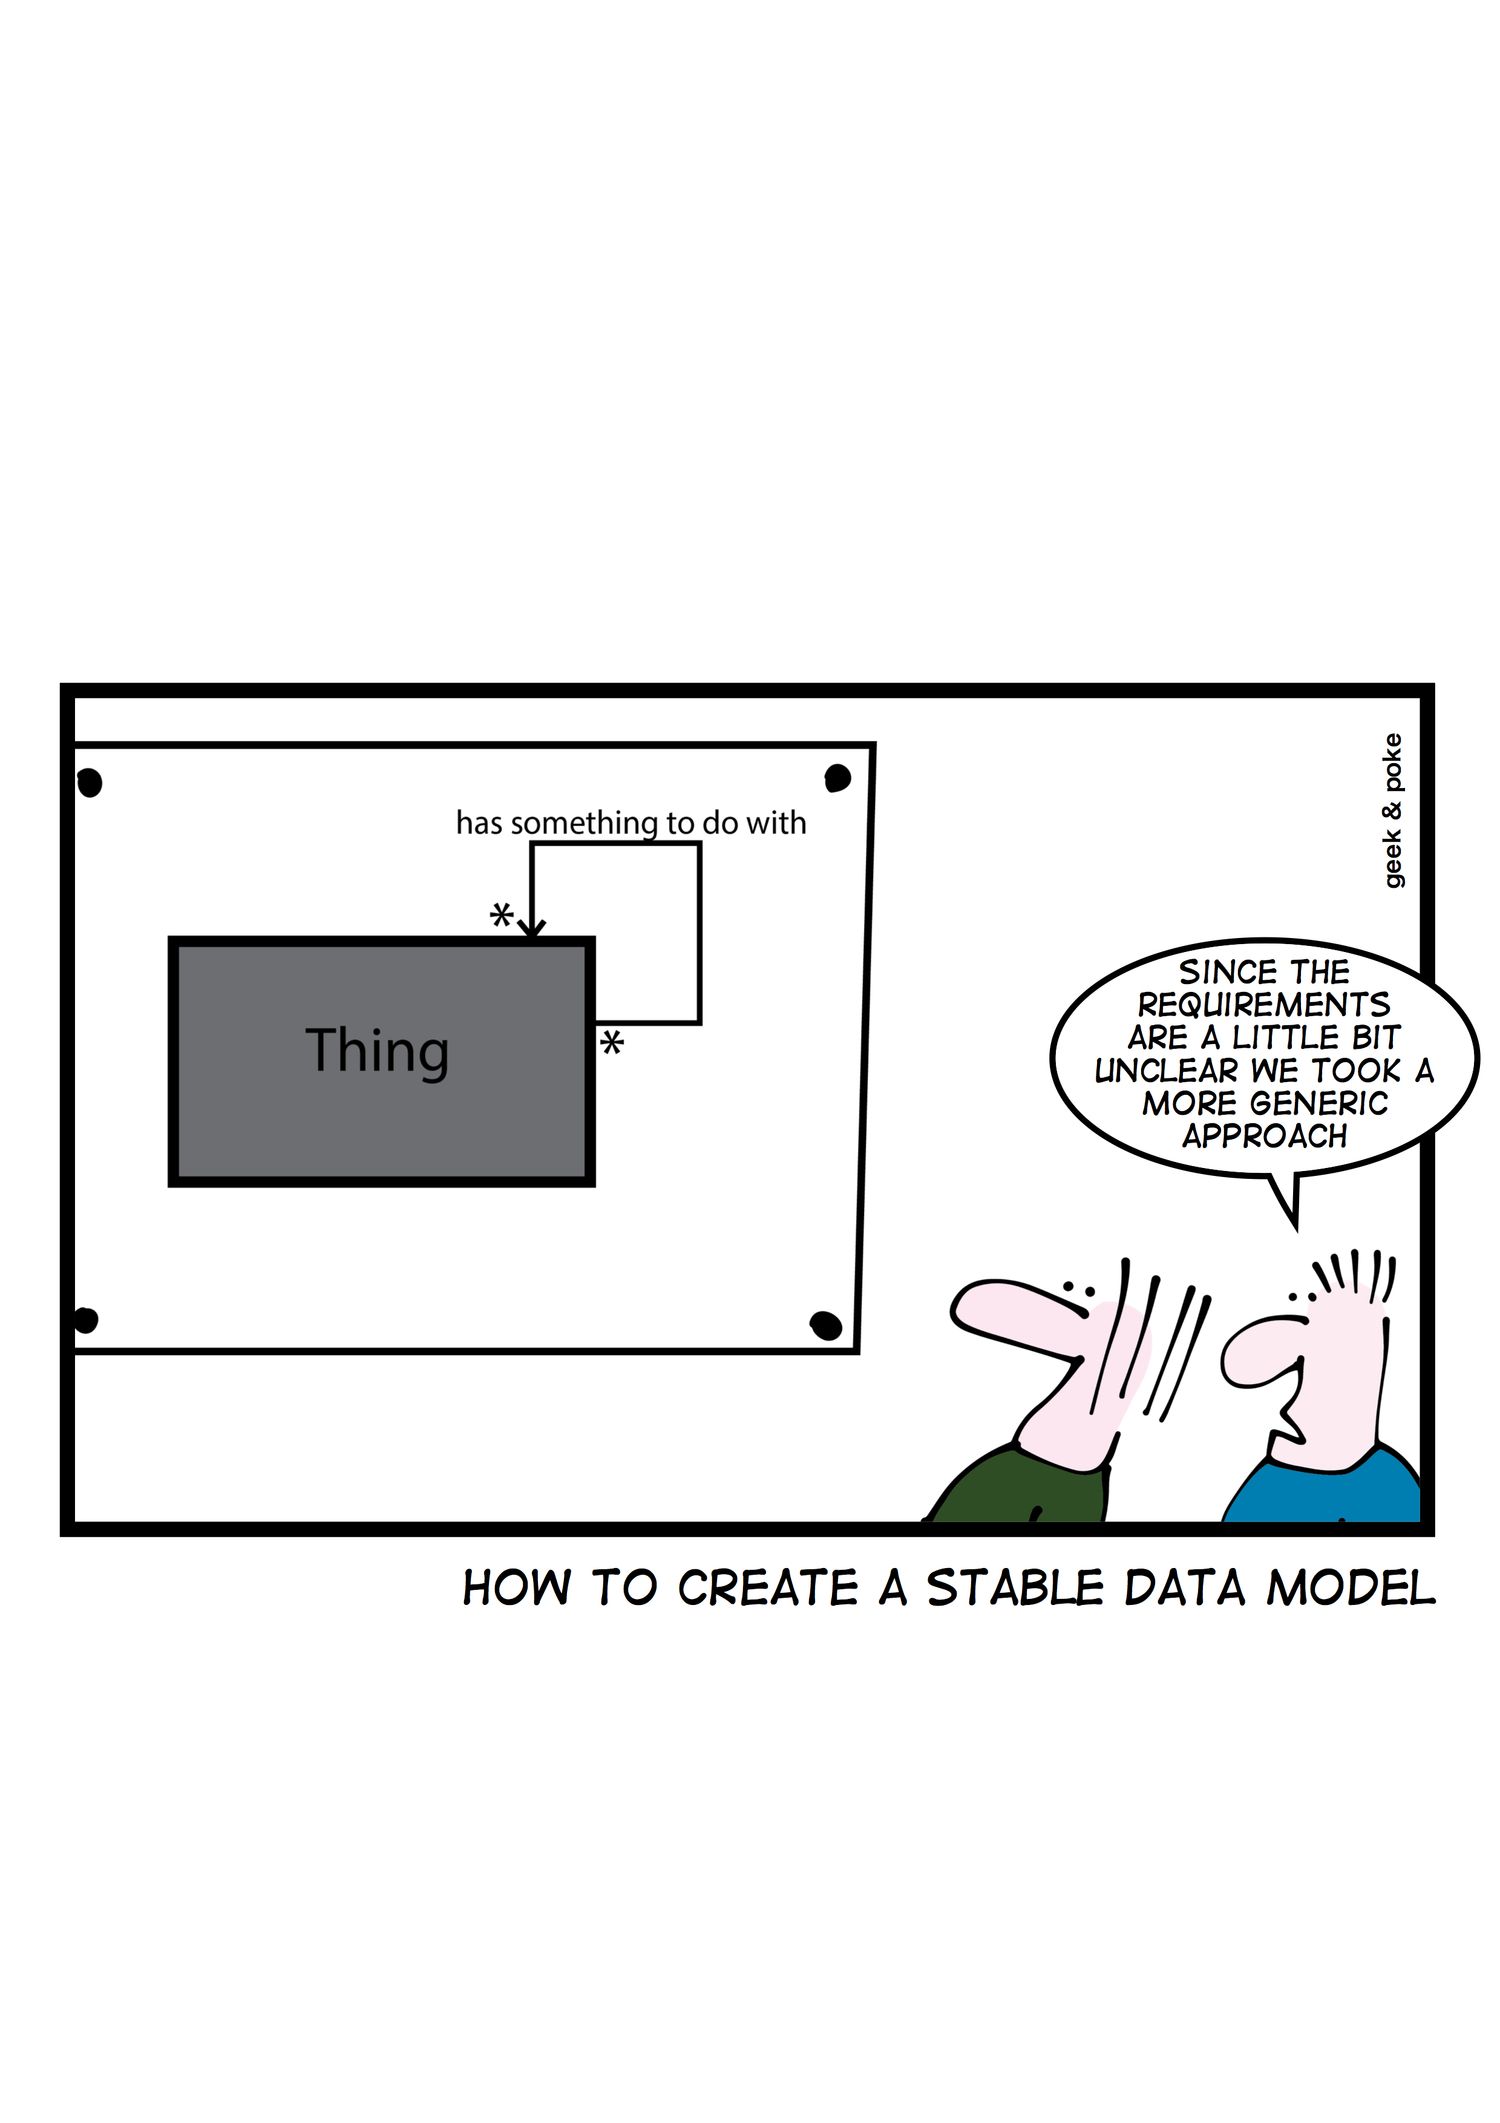 has something to do with
*
Thing
*
geek & poke
SINCE THE
REQUIREMENTS
ARE A LITTLE BIT
UNCLEAR WE TOOK A
MORE GENERIC
APPROACH
HOW TO CREATE A STABLE DATA MODEL